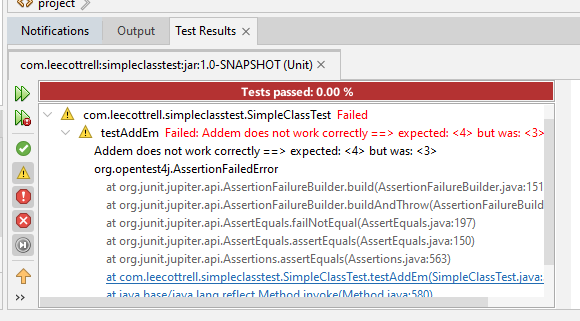 project
Notifications Output Test Results
com.leecottrell:simpleclasstest:jar:1.0-SNAPSHOT (Unit)
Tests passed: 0.00 %
com.leecottrell.simpleclasstest.SimpleClassTest Failed
testAddEm Failed: Addem does not work correctly ==> expected: <4> but was: <3>
Addem does not work correctly ==> expected: <4> but was: <3>
org.opentest4j.AssertionFailedError
at org.junit.jupiter.api.AssertionFailureBuilder.build(AssertionFailureBuilder.java:151
at org.junit.jupiter.api.AssertionFailureBuilder.buildAndThrow(AssertionFailureBuild
at org.junit.jupiter.api.AssertEquals.failNotEqual(AssertEquals.java:197)
at org.junit.jupiter.api.AssertEquals.assertEquals(AssertEquals.java:150)
at org.junit.jupiter.api.Assertions.assertEquals(Assertions.java:563)
at com.leecottrell.simpleclasstest.SimpleClassTest.testAddEm(SimpleClassTest.java:
at java.base/java.lang.reflect.Method.invoke(Method.java:580)